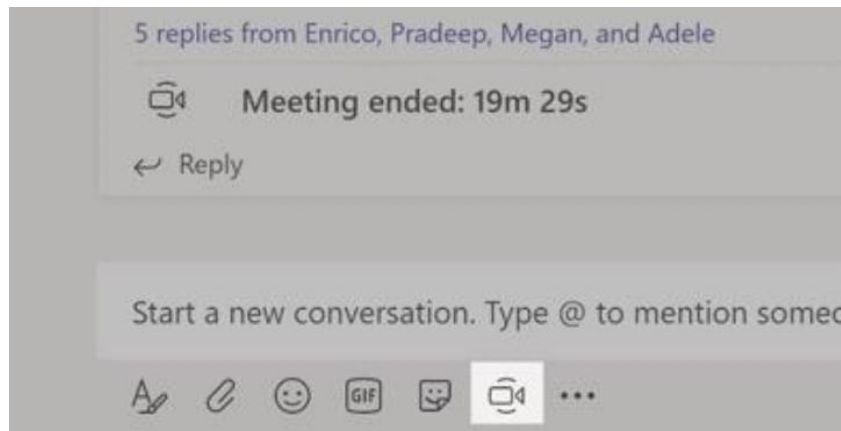 5 replies from Enrico, Pradeep, Megan, and Adele
Meeting ended: 19m 29s
Reply
Start a new conversation. Type @ to mention
GIF